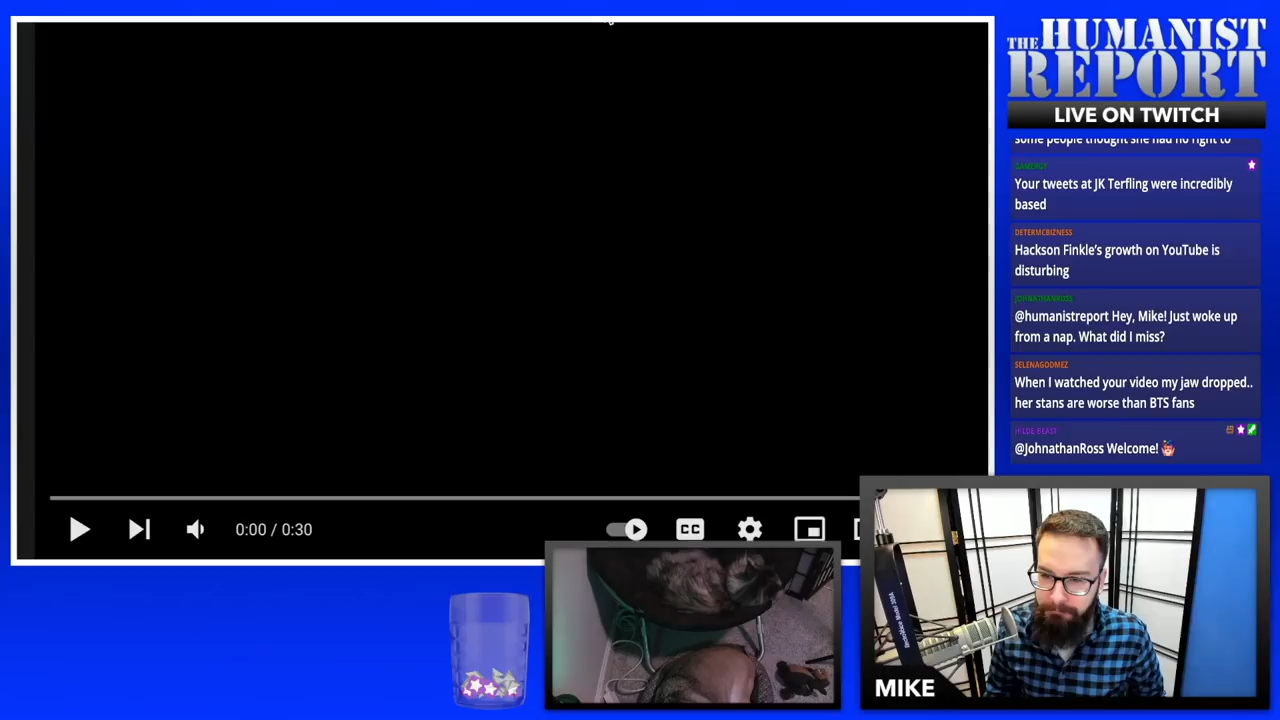 THE HUMANIST
REPORT
LIVE ON TWITCH
some people thought she had no right to
Your tweets at JK Terfling were incredibly
based
DETERMCBIZNESS
Hackson Finkle's growth on YouTube is
disturbing
JOHNATHANROSS
@humanistreport Hey, Mike! Just woke up
from a nap. What did I miss?
SELENAGODMEZ
When I watched your video my jaw dropped..
her stans are worse than BTS fans
HILDE BEAST
@JohnathanRoss Welcome!
0:00 / 0:30
CC
MIKE